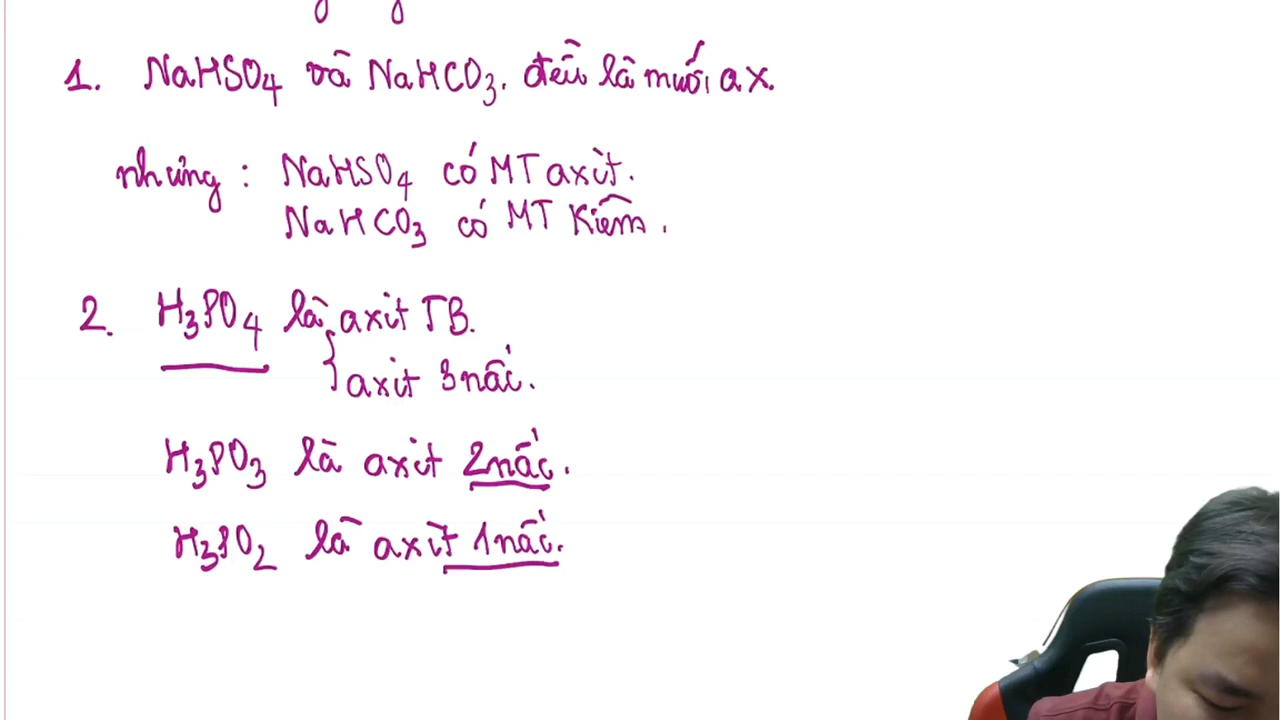 1. NaHSO4 và NaHCO3. đều là muối ax.
nhưng : NaHSO4 có MT axit.
NaHCO3 có MT Kiềm.
2. H3PO4 là axit TB.
axit 3 nấc.
H3PO3 là axit 2 nấc.
H3PO2 là axit 1 nấc.